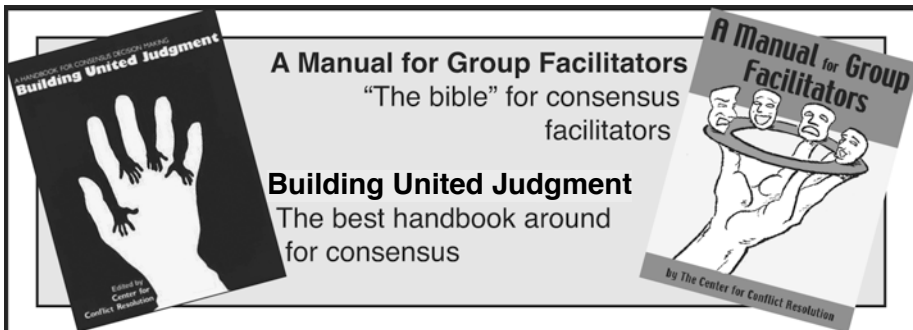 A HANDBOOK FOR CONSENSUS DECISION MAKING
Building United Judgment
Edited by
Center for
Conflict Resolution
A Manual for Group Facilitators
“The bible” for consensus
facilitators
Building United Judgment
The best handbook around
for consensus
A Manual for Group
Facilitators
by The Center for Conflict Resolution